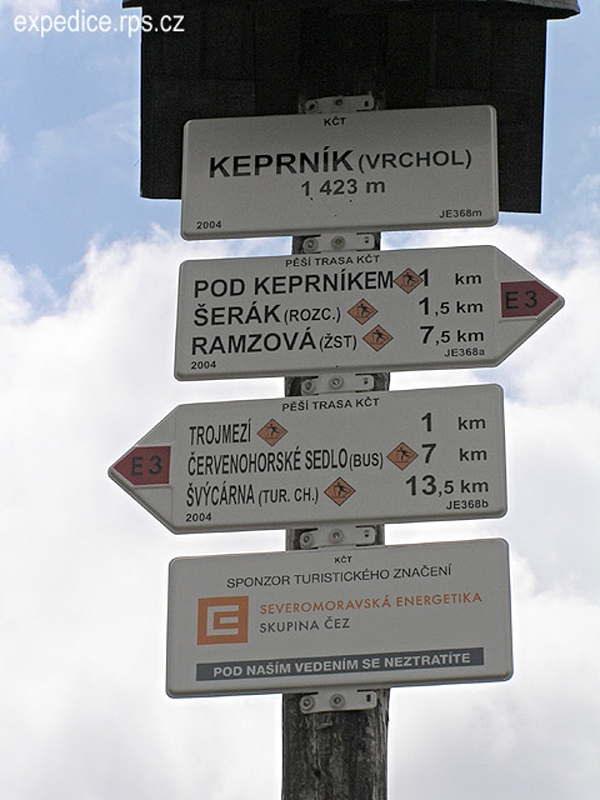 expedice.rps.cz
KČT
KEPRNÍK (VRCHOL)
1 423 m
2004 JE368m
PĚŠÍ TRASA KČT
POD KEPRNÍKEM 1 km
ŠERÁK (ROZC.) 1,5 km
RAMZOVÁ (ŽST) 7,5 km
E3
2004 JE368a
PĚŠÍ TRASA KČT
TROJMEZÍ 1 km
ČERVENOHORSKÉ SEDLO (BUS) 7 km
ŠVÝCÁRNA (TUR. CH.) 13,5 km
E3
2004 JE368b
KČT
SPONZOR TURISTICKÉHO ZNAČENÍ
SEVEROMORAVSKÁ ENERGETIKA
SKUPINA ČEZ
POD NAŠÍM VEDENÍM SE NEZTRATÍTE